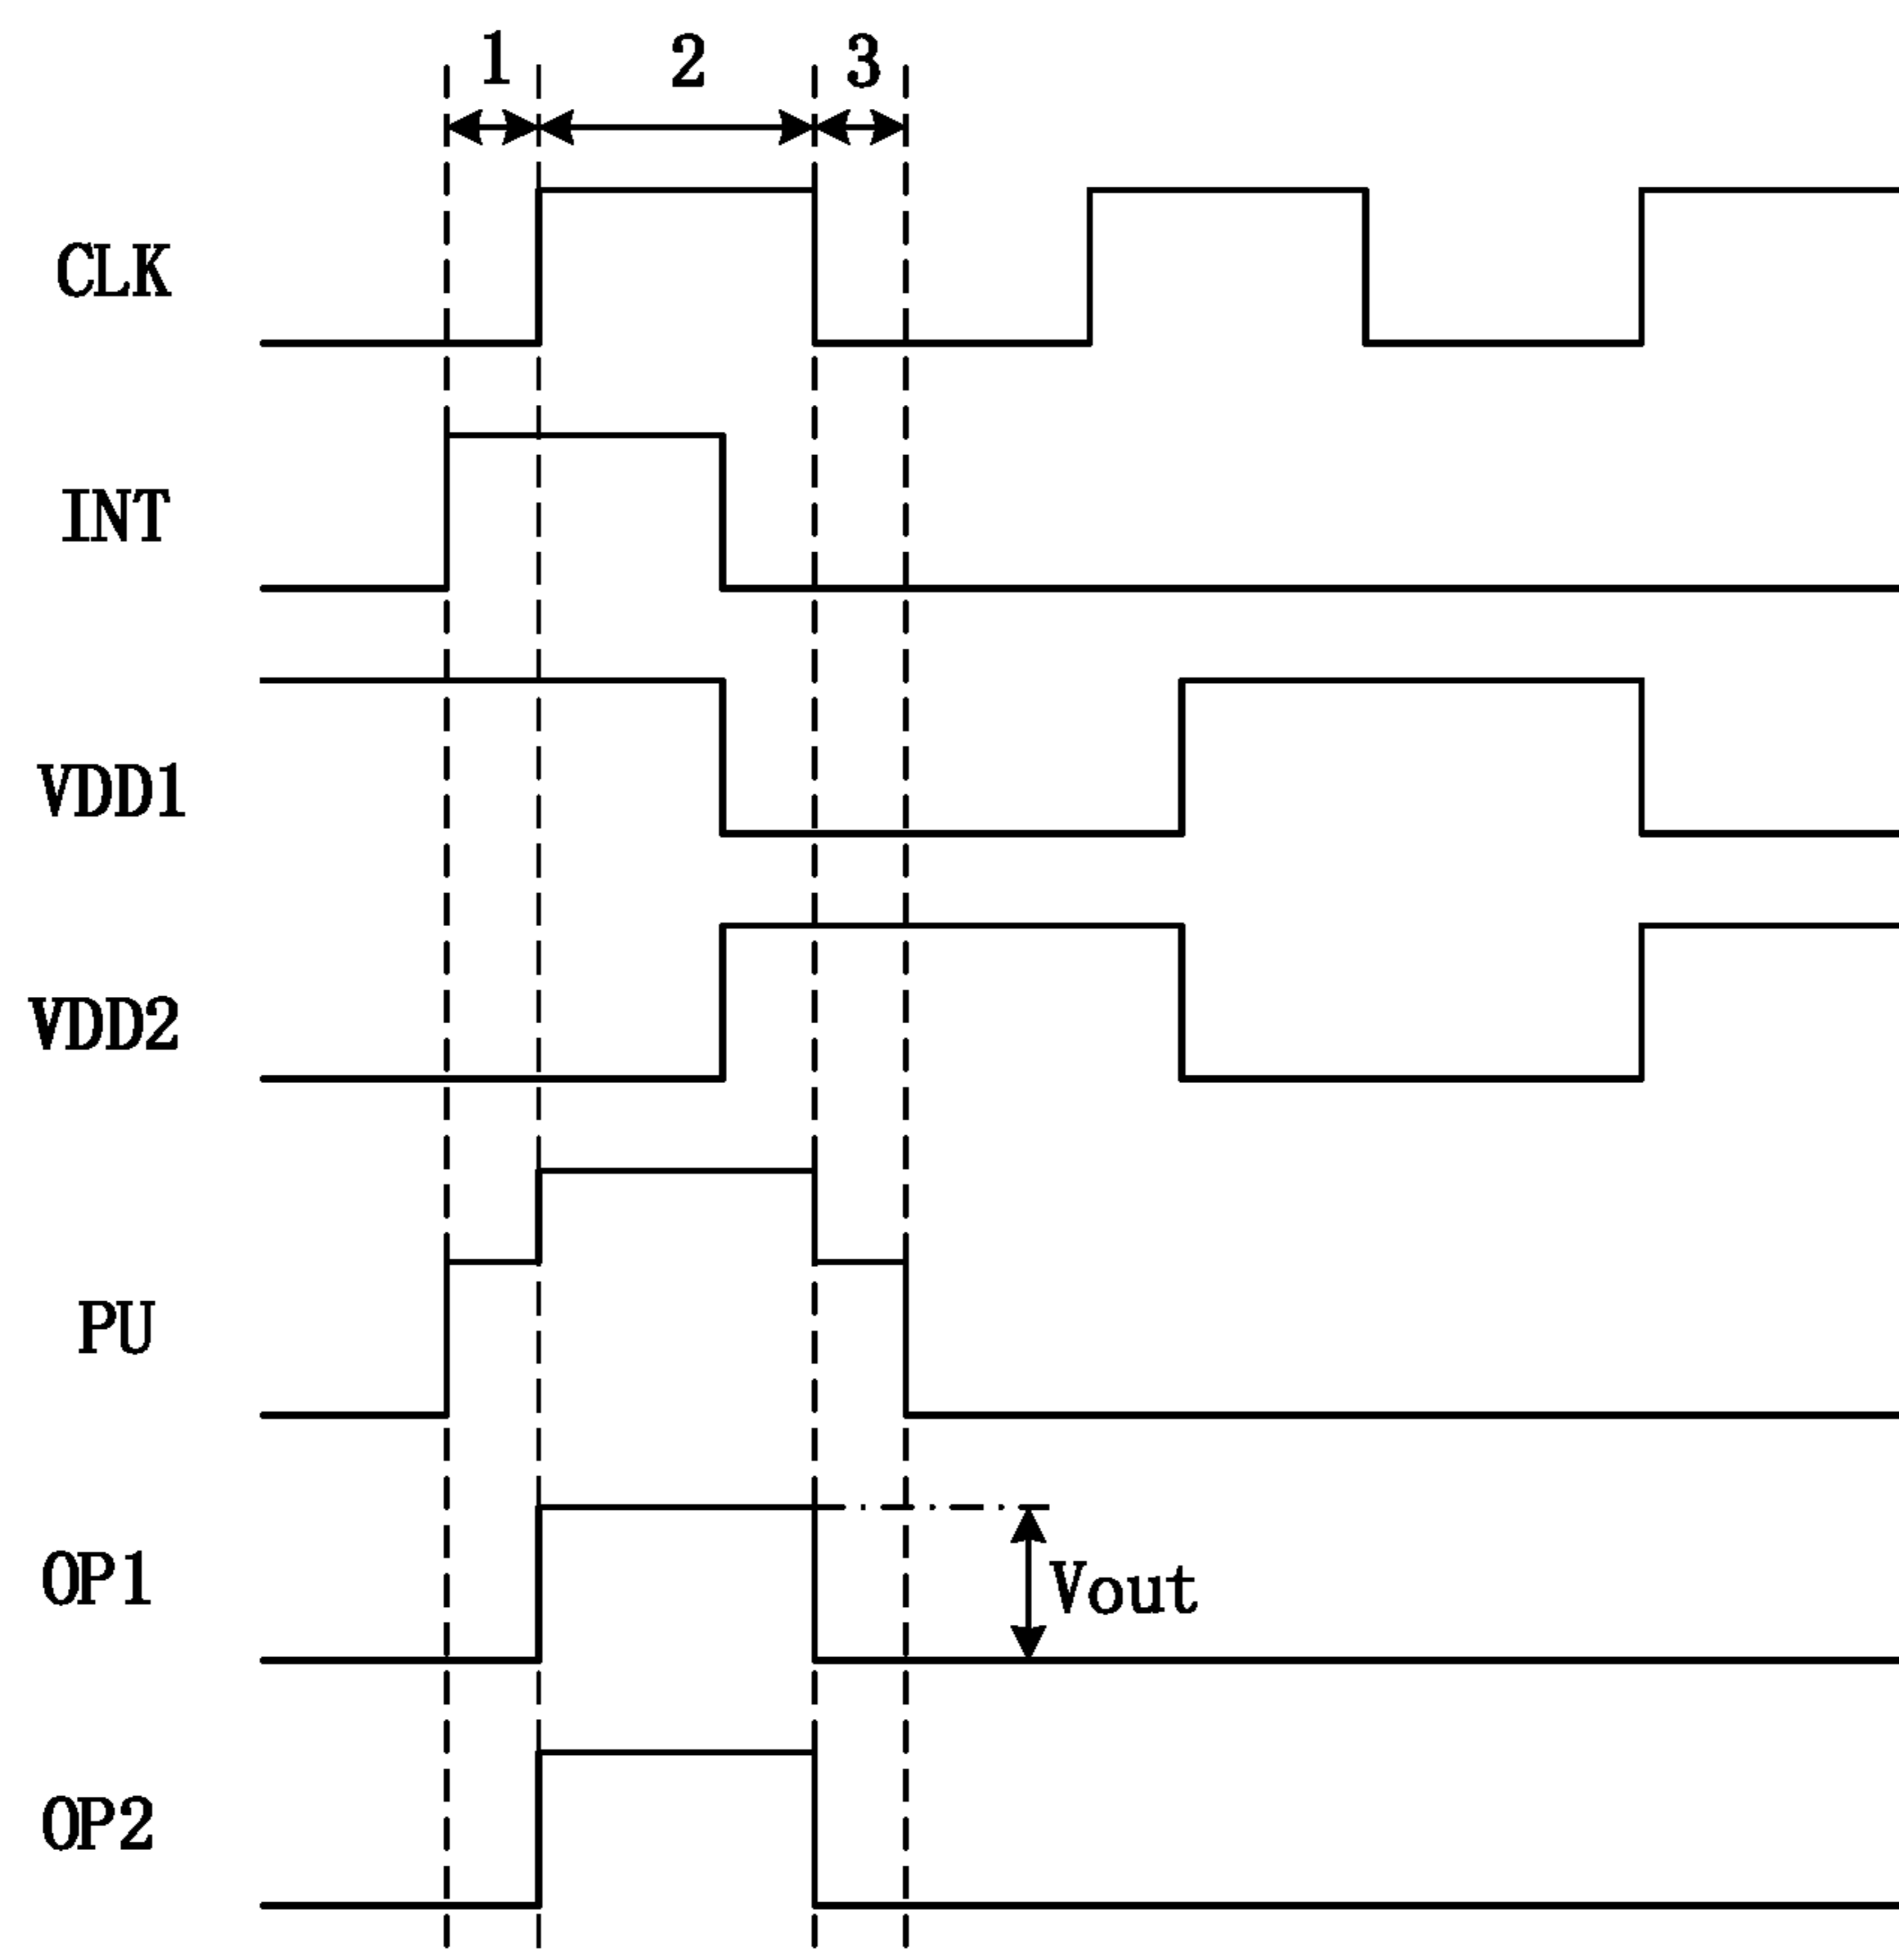 1 2 3
CLK
INT
VDD1
VDD2
PU
OP1
Vout
OP2